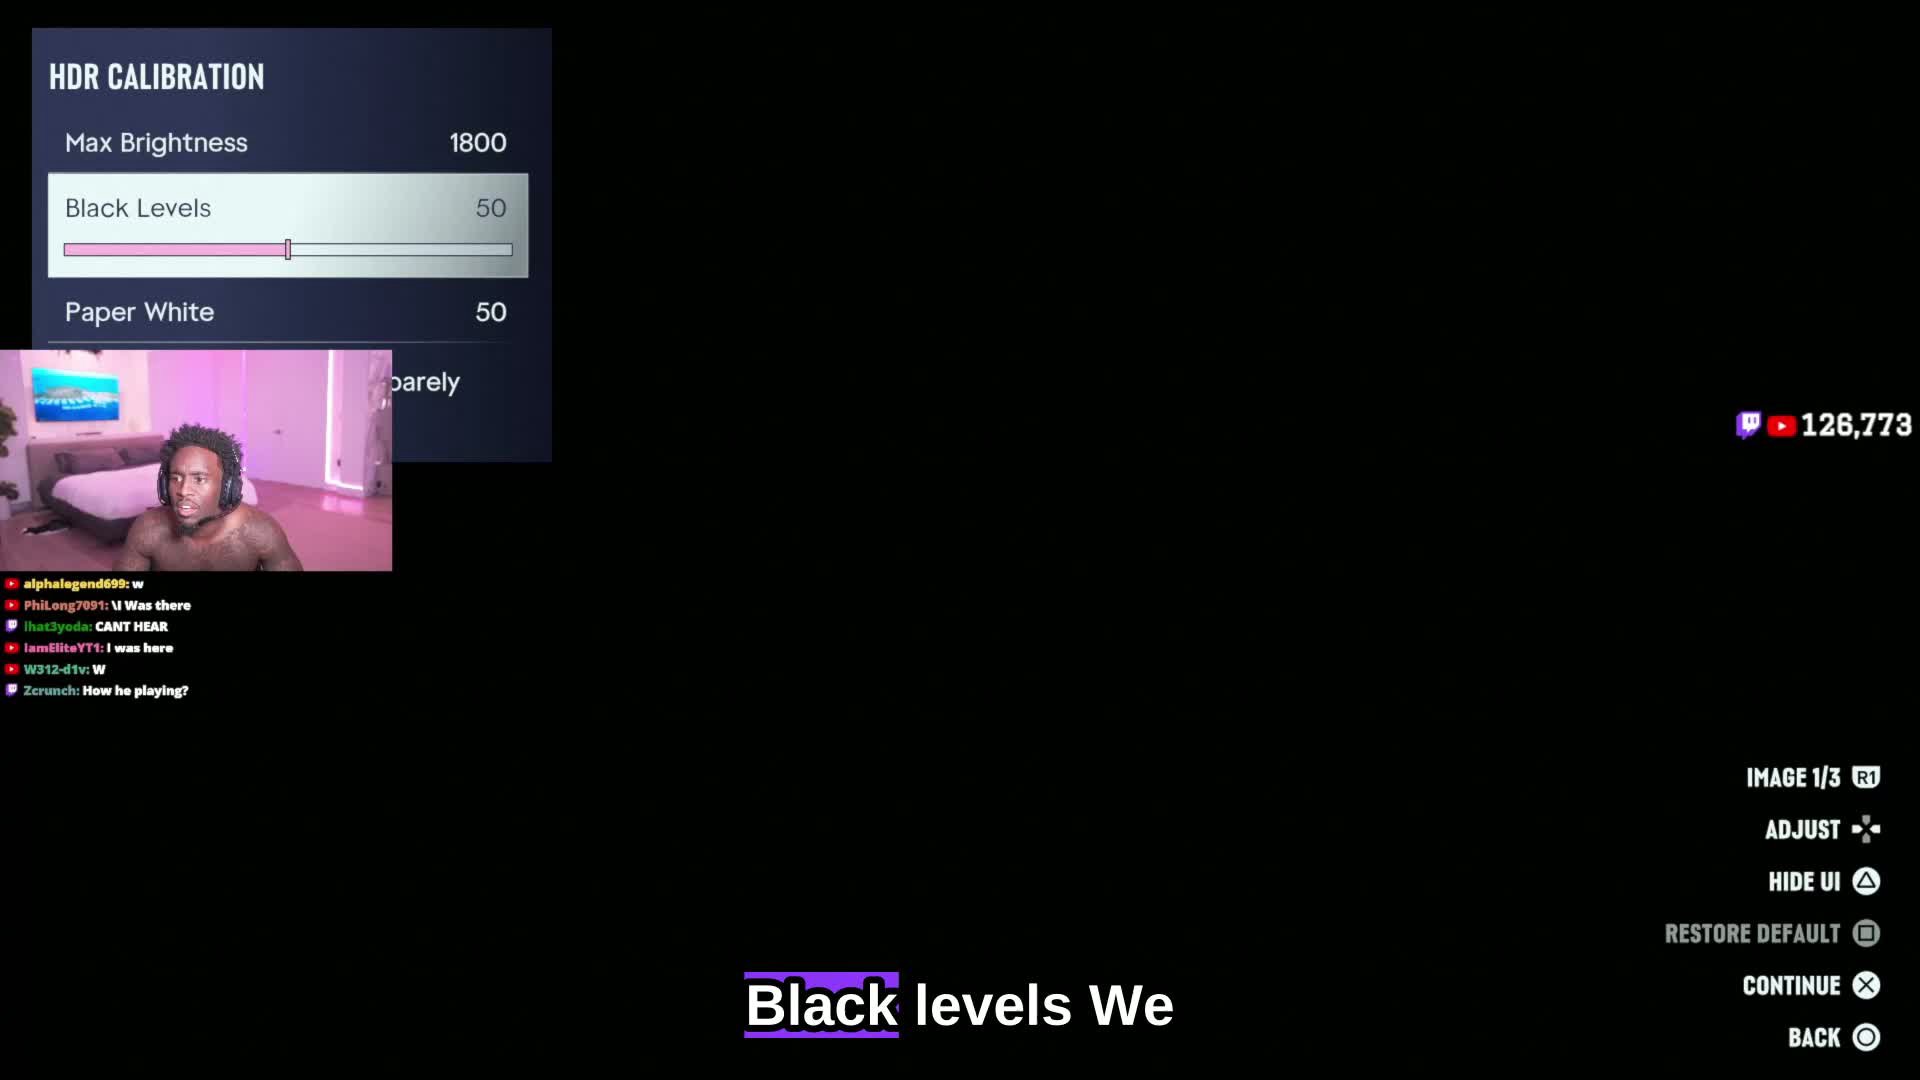 HDR CALIBRATION
Max Brightness 1800
Black Levels 50
Paper White 50
barely
126,773
alphalegend699: w
PhiLong7091: \I Was there
lhat3yoda: CANT HEAR
IamEliteYT1: I was here
W312-d1v: W
Zcrunch: How he playing?
IMAGE 1/3 R1
ADJUST
HIDE UI
RESTORE DEFAULT
CONTINUE
BACK
Black levels We